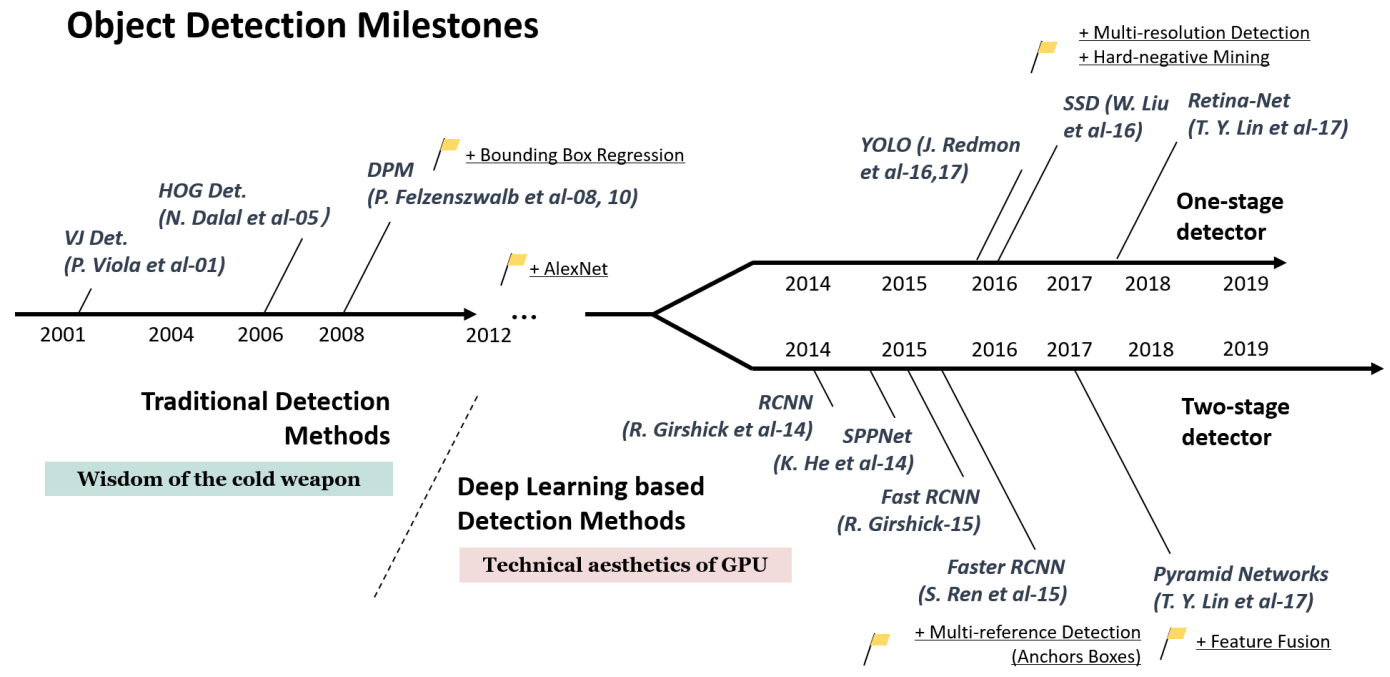 Object Detection Milestones
+ Multi-resolution Detection
+ Hard-negative Mining
SSD (W. Liu
et al-16)
Retina-Net
(T. Y. Lin et al-17)
YOLO (J. Redmon
et al-16,17)
+ Bounding Box Regression
DPM
(P. Felzenszwalb et al-08, 10)
HOG Det.
(N. Dalal et al-05)
VJ Det.
(P. Viola et al-01)
+ AlexNet
One-stage
detector
2014 2015 2016 2017 2018 2019
2001 2004 2006 2008 2012 ...
2014 2015 2016 2017 2018 2019
Traditional Detection
Methods
Wisdom of the cold weapon
Deep Learning based
Detection Methods
Technical aesthetics of GPU
RCNN
(R. Girshick et al-14)
SPPNet
(K. He et al-14)
Fast RCNN
(R. Girshick-15)
Faster RCNN
(S. Ren et al-15)
+ Multi-reference Detection
(Anchors Boxes)
Two-stage
detector
Pyramid Networks
(T. Y. Lin et al-17)
+ Feature Fusion